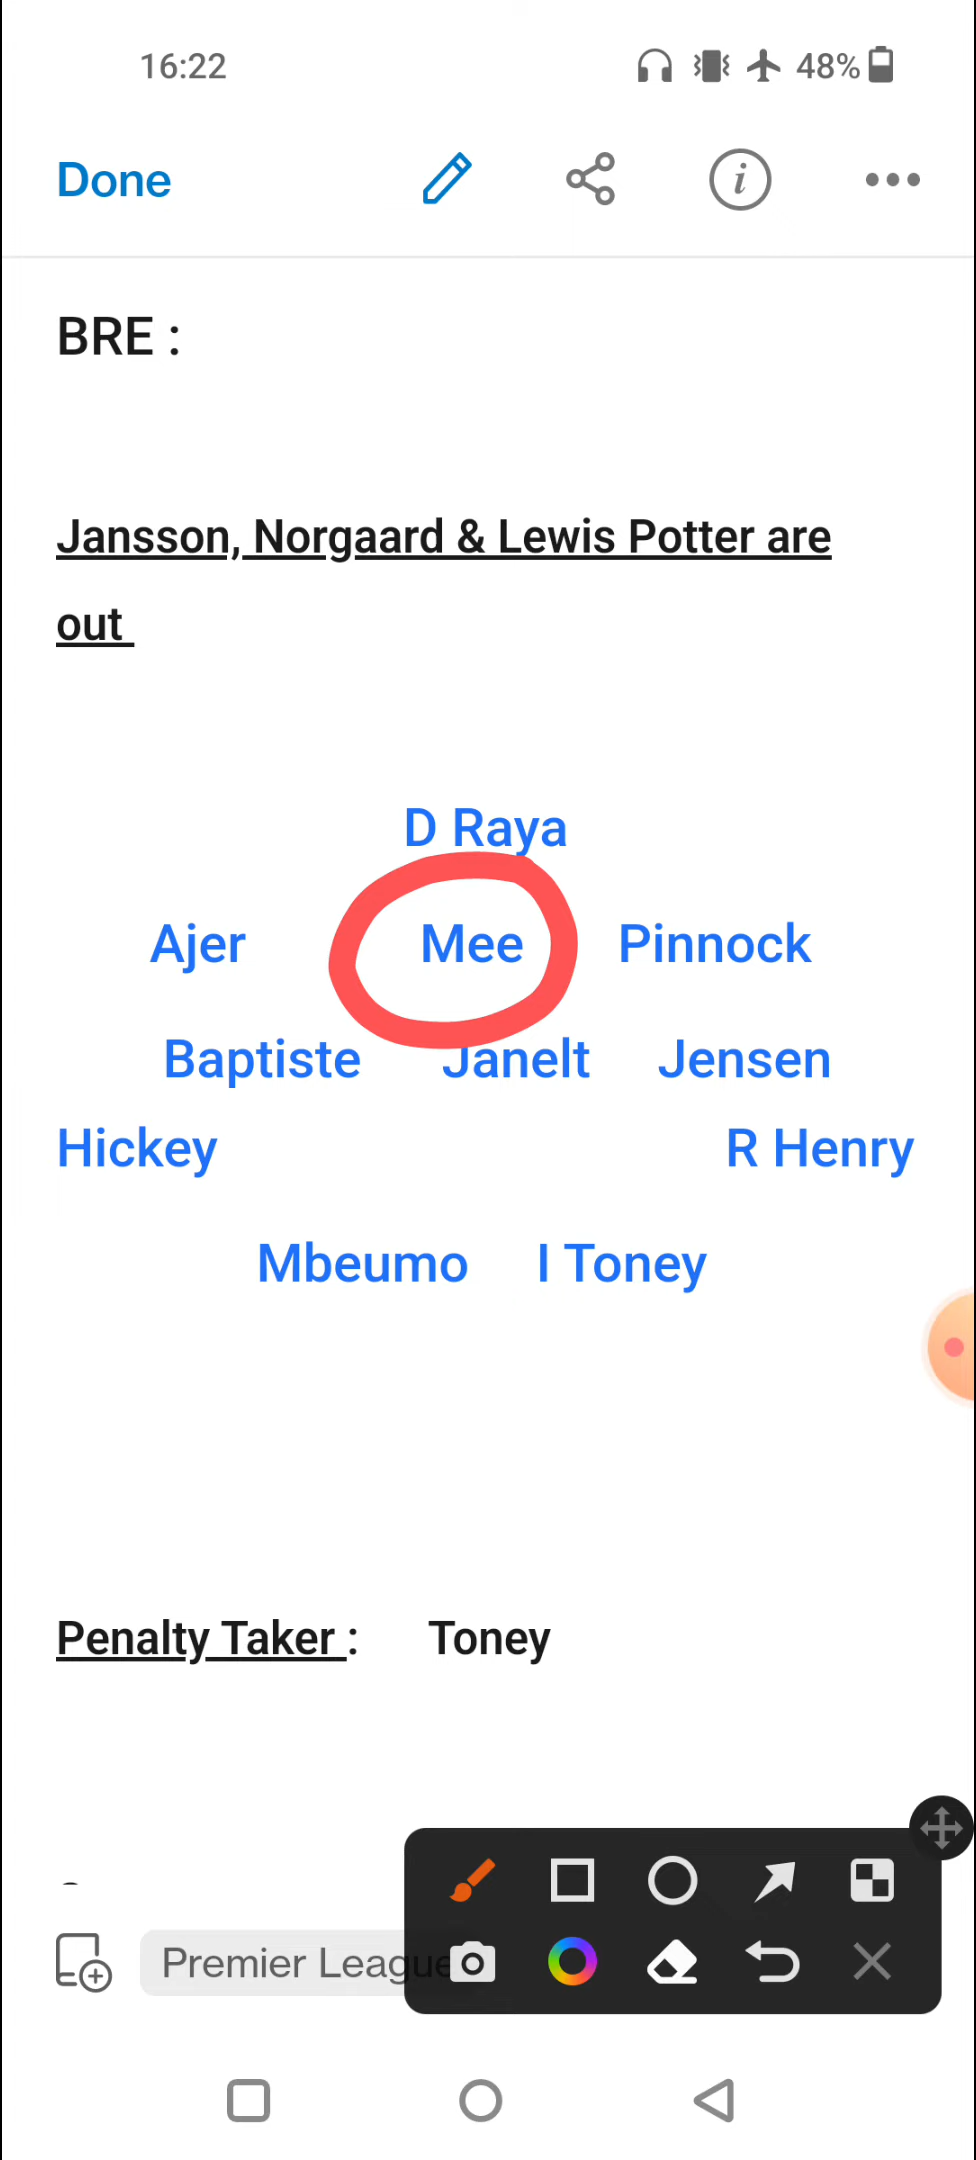 16:22 48%
Done
BRE :
Jansson, Norgaard & Lewis Potter are
out
D Raya
Ajer Mee Pinnock
Baptiste Janelt Jensen
Hickey R Henry
Mbeumo I Toney
Penalty Taker : Toney
Premier League